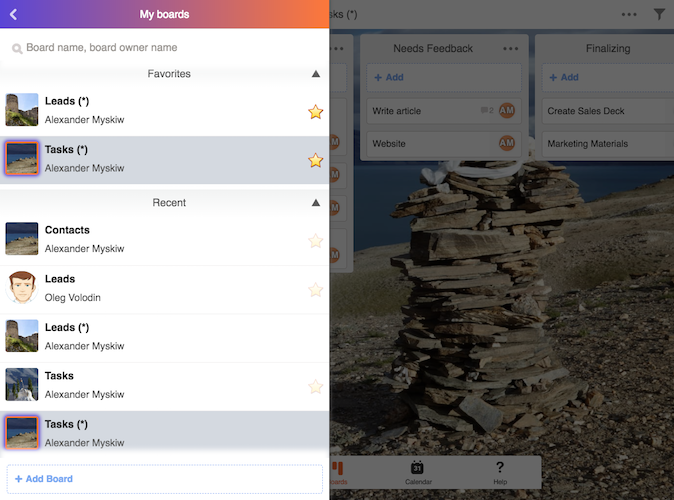 My boards
Board name, board owner name
Favorites
Leads (*)
Alexander Myskiw
Tasks (*)
Alexander Myskiw
Recent
Contacts
Alexander Myskiw
Leads
Oleg Volodin
Leads (*)
Alexander Myskiw
Tasks
Alexander Myskiw
Tasks (*)
Alexander Myskiw
+ Add Board
sks (*)
Needs Feedback
+ Add
Write article 2 AM
Website AM
Finalizing
+ Add
Create Sales Deck
Marketing Materials
M
M
M
M
oards
31
Calendar
?
Help